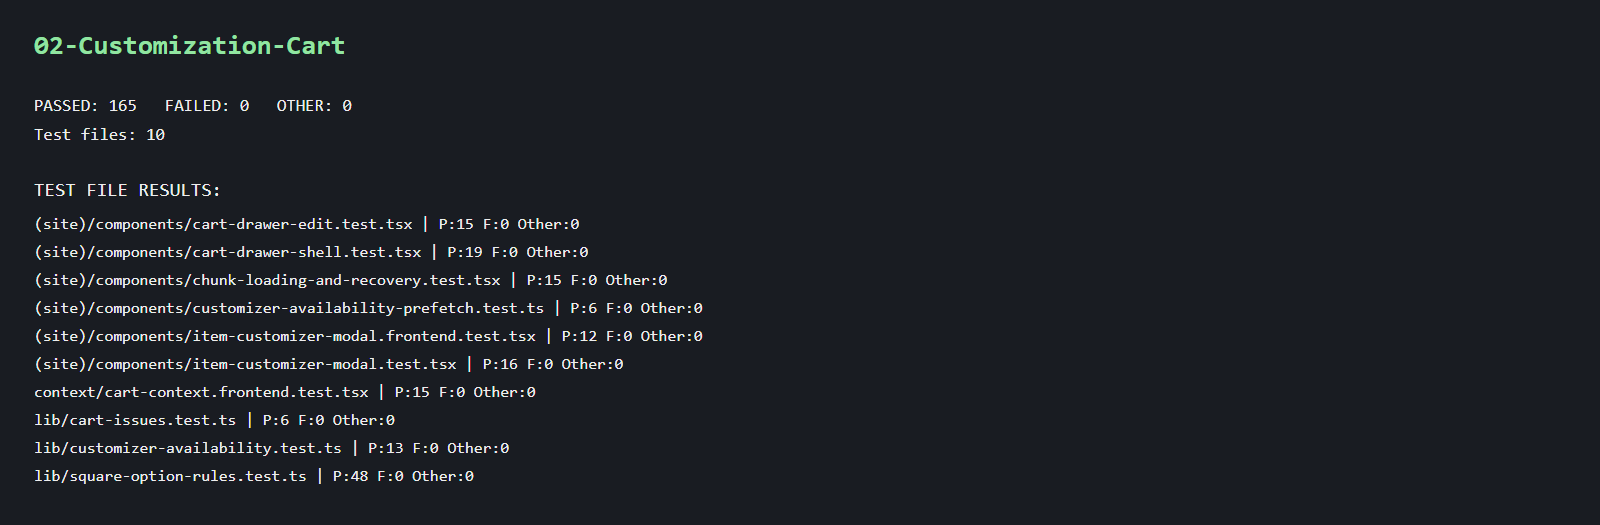 02-Customization-Cart
PASSED: 165 FAILED: 0 OTHER: 0
Test files: 10
TEST FILE RESULTS:
(site)/components/cart-drawer-edit.test.tsx | P:15 F:0 Other:0
(site)/components/cart-drawer-shell.test.tsx | P:19 F:0 Other:0
(site)/components/chunk-loading-and-recovery.test.tsx | P:15 F:0 Other:0
(site)/components/customizer-availability-prefetch.test.ts | P:6 F:0 Other:0
(site)/components/item-customizer-modal.frontend.test.tsx | P:12 F:0 Other:0
(site)/components/item-customizer-modal.test.tsx | P:16 F:0 Other:0
context/cart-context.frontend.test.tsx | P:15 F:0 Other:0
lib/cart-issues.test.ts | P:6 F:0 Other:0
lib/customizer-availability.test.ts | P:13 F:0 Other:0
lib/square-option-rules.test.ts | P:48 F:0 Other:0